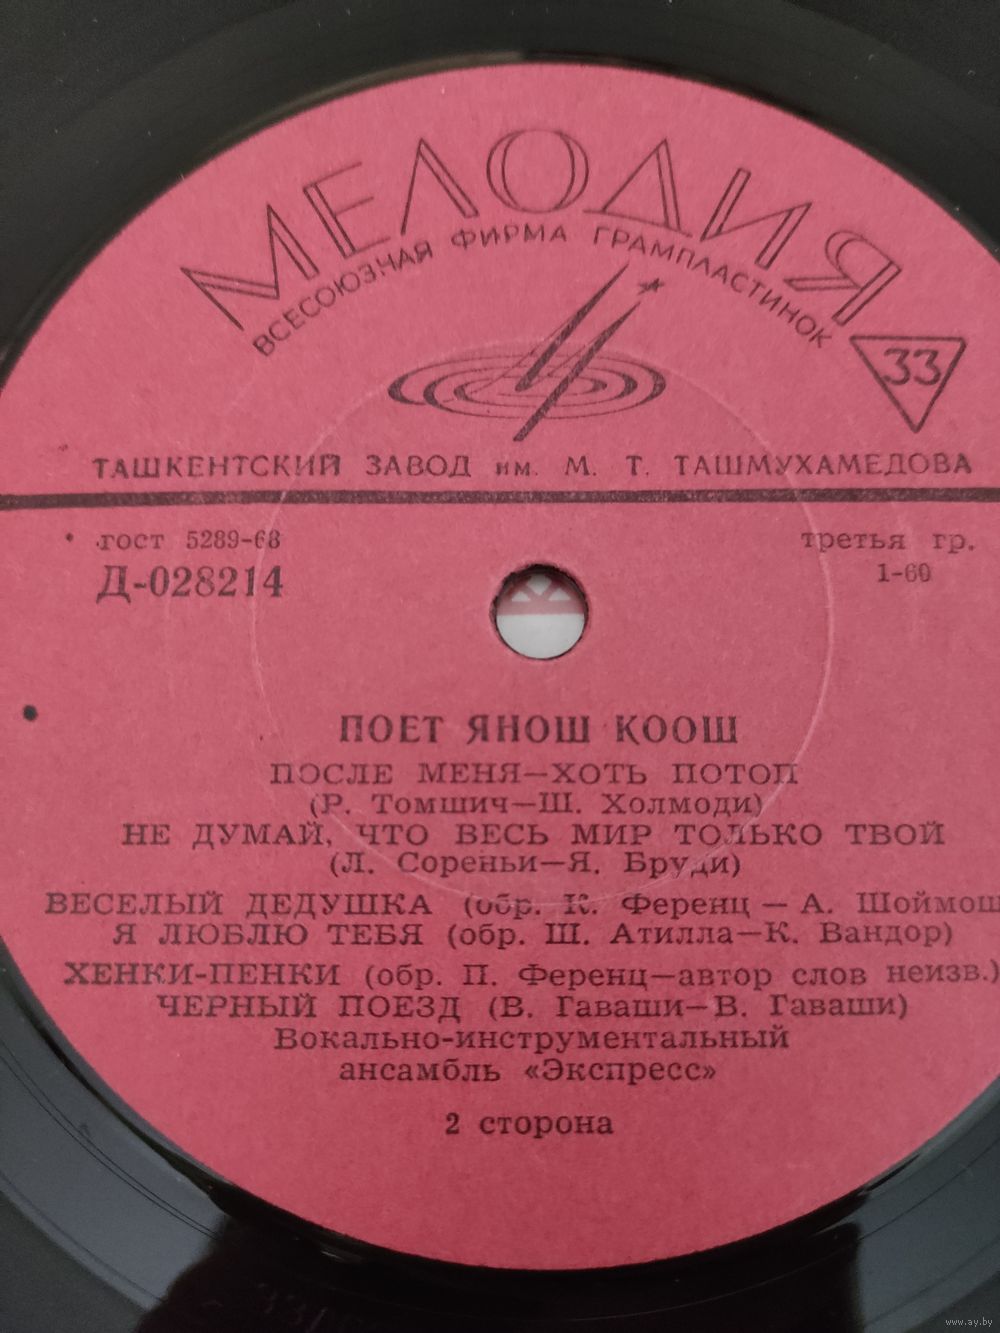 МЕЛОДИЯ
ВСЕСОЮЗНАЯ ФИРМА ГРАМПЛАСТИНОК
33
ТАШКЕНТСКИЙ ЗАВОД им. М. Т. ТАШМУХАМЕДОВА
гост 5289-68
третья гр.
Д-028214
1-60
ПОЕТ ЯНОШ КООШ
ПОСЛЕ МЕНЯ—ХОТЬ ПОТОП
(Р. Томшич—Ш. Холмоди)
НЕ ДУМАЙ, ЧТО ВЕСЬ МИР ТОЛЬКО ТВОЙ
(Л. Сореньи—Я. Бруди)
ВЕСЕЛЫЙ ДЕДУШКА (обр. К. Ференц — А. Шоймош
Я ЛЮБЛЮ ТЕБЯ (обр. Ш. Атилла—К. Вандор)
ХЕНКИ-ПЕНКИ (обр. П. Ференц—автор слов неизв.)
ЧЕРНЫЙ ПОЕЗД (В. Гаваши—В. Гаваши)
Вокально-инструментальный
ансамбль «Экспресс»
2 сторона
www.ay.by